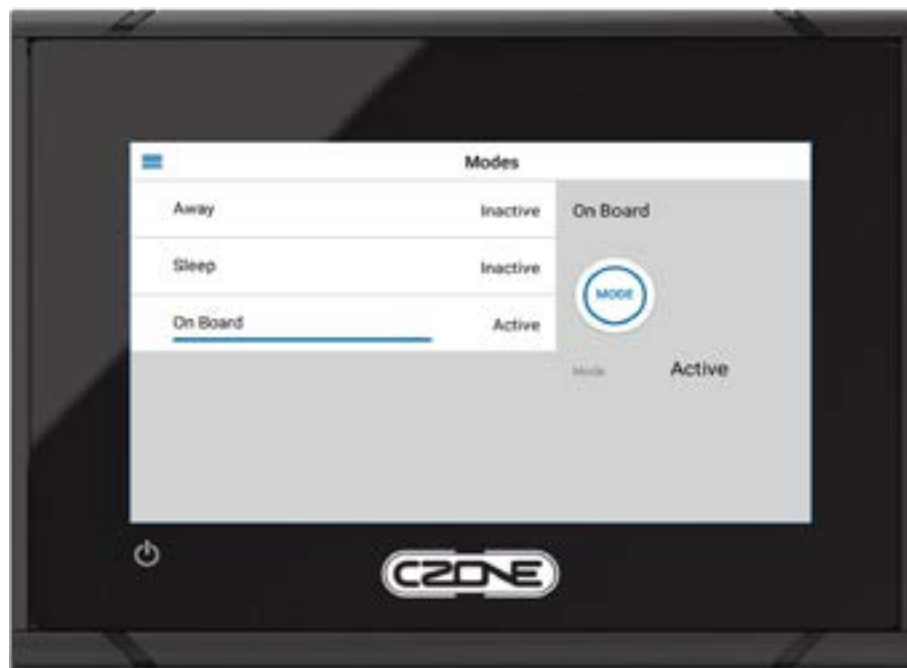 Modes
Away Inactive
Sleep Inactive
On Board Active
On Board
MODE
Mode Active
CZONE